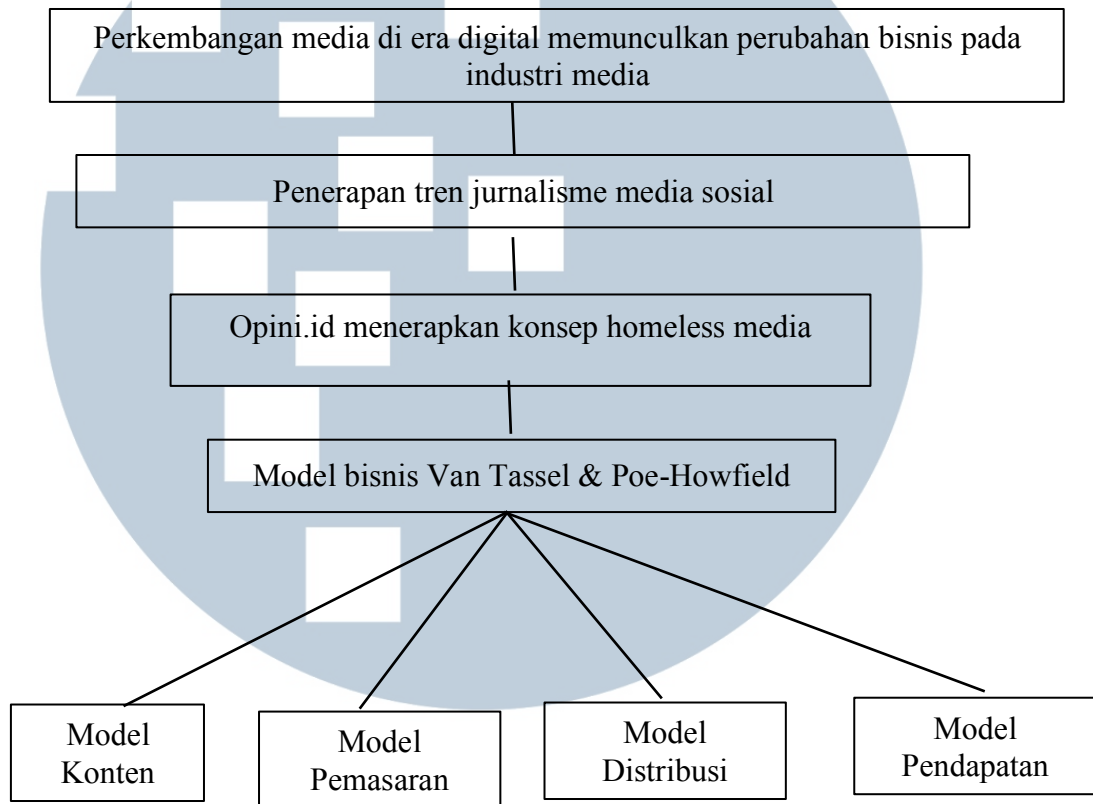 Perkembangan media di era digital memunculkan perubahan bisnis pada
industri media
Penerapan tren jurnalisme media sosial
Opini.id menerapkan konsep homeless media
Model bisnis Van Tassel & Poe-Howfield
Model
Konten
Model
Pemasaran
Model
Distribusi
Model
Pendapatan